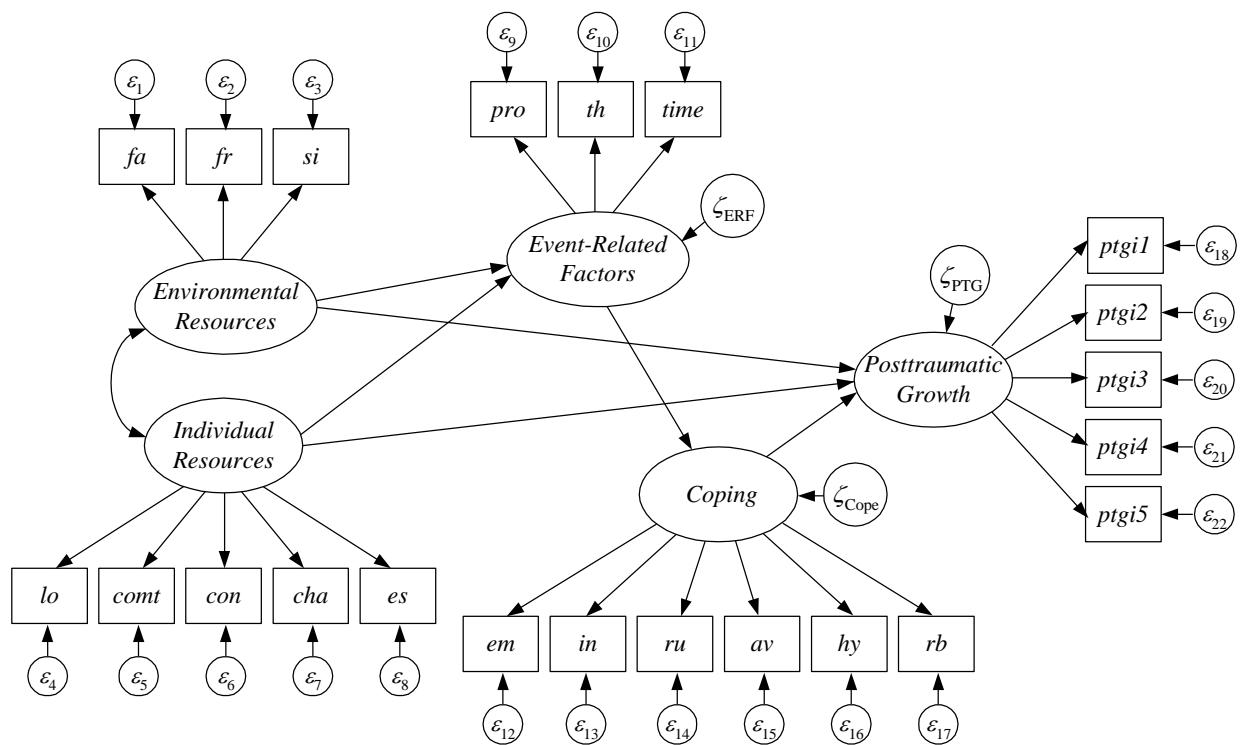 ε1 ε2 ε3
fa fr si
ε9 ε10 ε11
pro th time
ζERF
Event-Related
Factors
Environmental
Resources
Individual
Resources
lo comt con cha es
ε4 ε5 ε6 ε7 ε8
ζPTG
Posttraumatic
Growth
Coping
ζCope
em in ru av hy rb
ε12 ε13 ε14 ε15 ε16 ε17
ptgi1 ε18
ptgi2 ε19
ptgi3 ε20
ptgi4 ε21
ptgi5 ε22